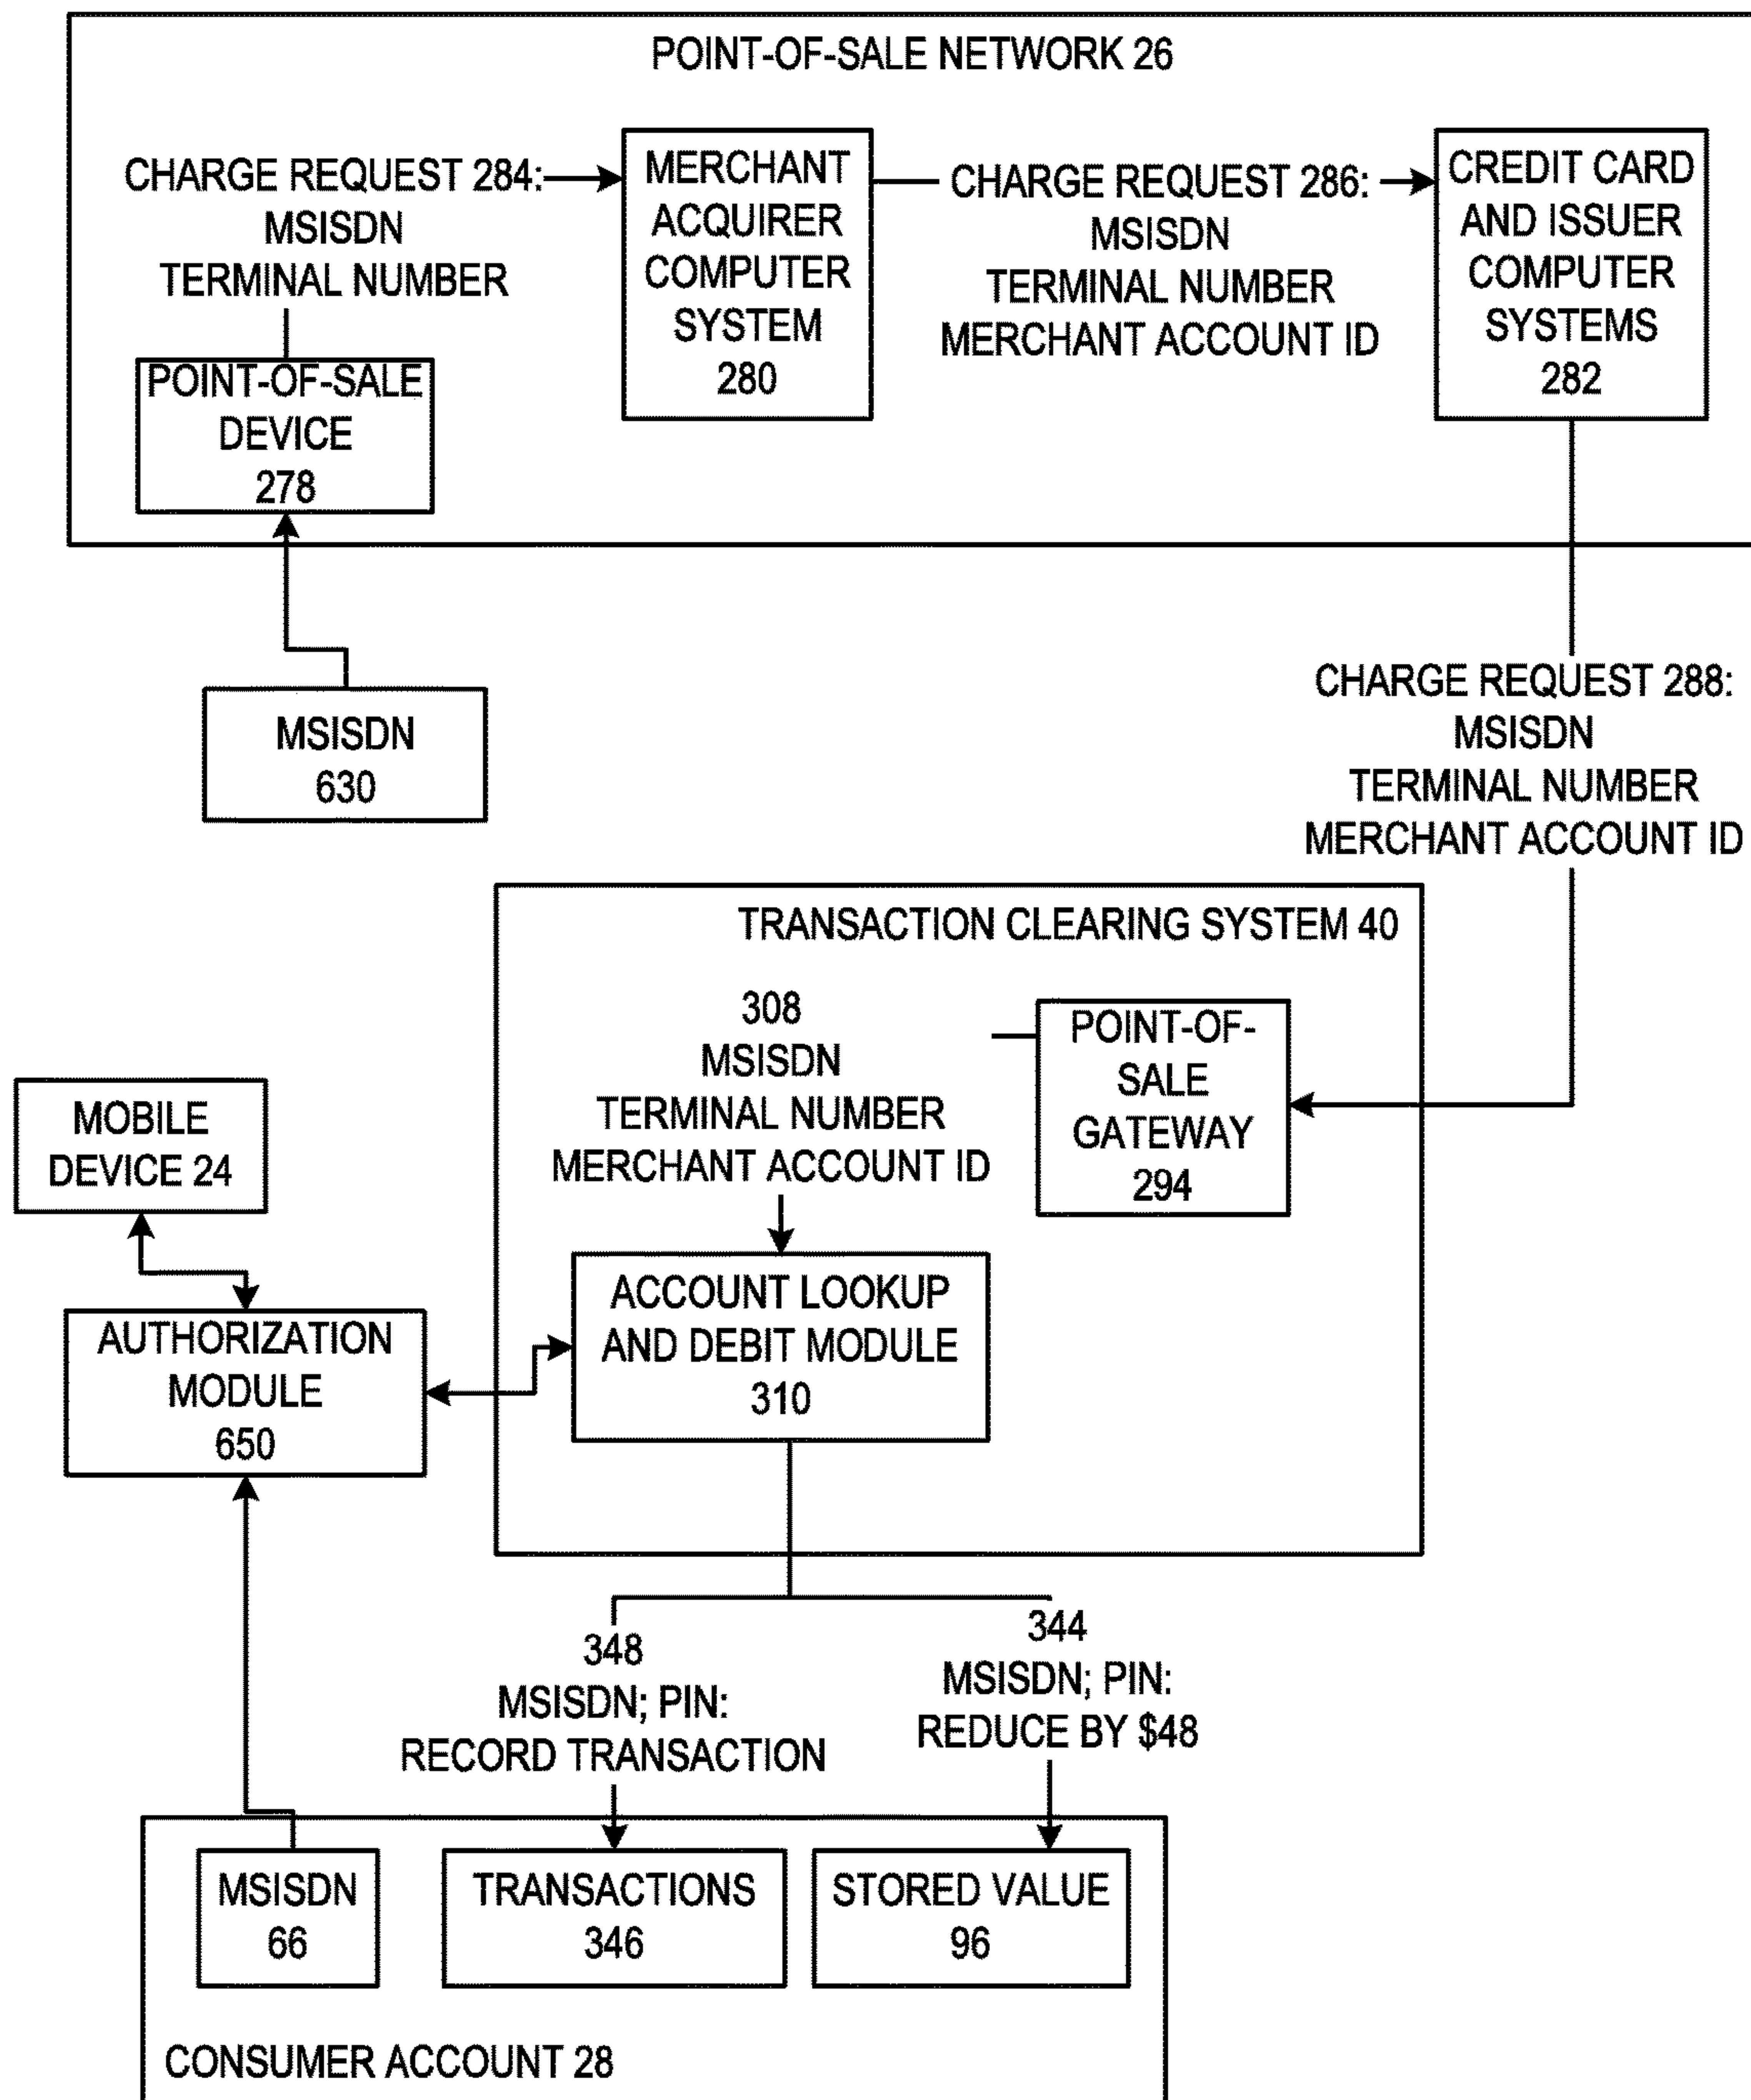 POINT-OF-SALE NETWORK 26
CHARGE REQUEST 284:
MSISDN
TERMINAL NUMBER
POINT-OF-SALE
DEVICE
278
MERCHANT
ACQUIRER
COMPUTER
SYSTEM
280
CHARGE REQUEST 286:
MSISDN
TERMINAL NUMBER
MERCHANT ACCOUNT ID
CREDIT CARD
AND ISSUER
COMPUTER
SYSTEMS
282
MSISDN
630
CHARGE REQUEST 288:
MSISDN
TERMINAL NUMBER
MERCHANT ACCOUNT ID
TRANSACTION CLEARING SYSTEM 40
308
MSISDN
TERMINAL NUMBER
MERCHANT ACCOUNT ID
POINT-OF-
SALE
GATEWAY
294
MOBILE
DEVICE 24
AUTHORIZATION
MODULE
650
ACCOUNT LOOKUP
AND DEBIT MODULE
310
348
MSISDN; PIN:
RECORD TRANSACTION
344
MSISDN; PIN:
REDUCE BY $48
MSISDN
66
TRANSACTIONS
346
STORED VALUE
96
CONSUMER ACCOUNT 28